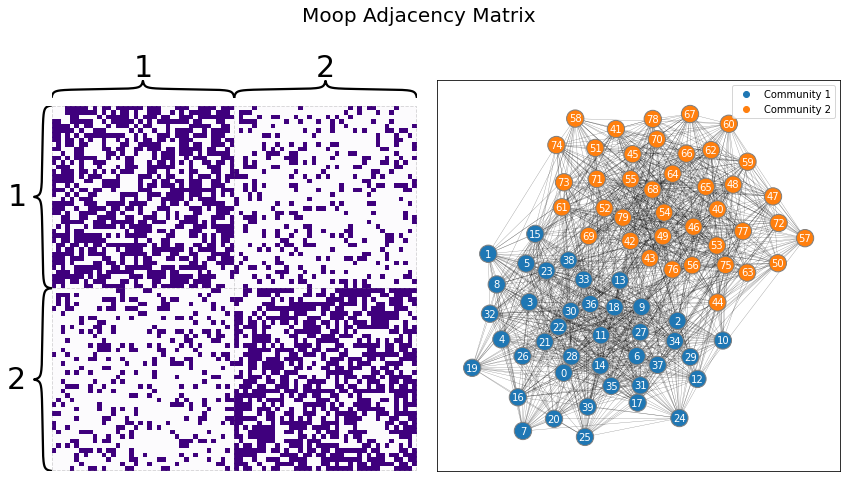 Moop Adjacency Matrix
1 2
1
2
Community 1
Community 2
58 41 78 67 60
74 51 45 70 66 62 59
73 71 55 68 64 65 48 47
61 52 79 54 40 72
69 42 49 46 53 77 57
43 76 56 75 63 50
44
15
1 5 23 38 33 13
8 3 30 36 18 9
32 22 11 27 2
4 21 34 10
26 28 14 6 37 29
19 0 35 31 12
16 39 17
20 24
7 25